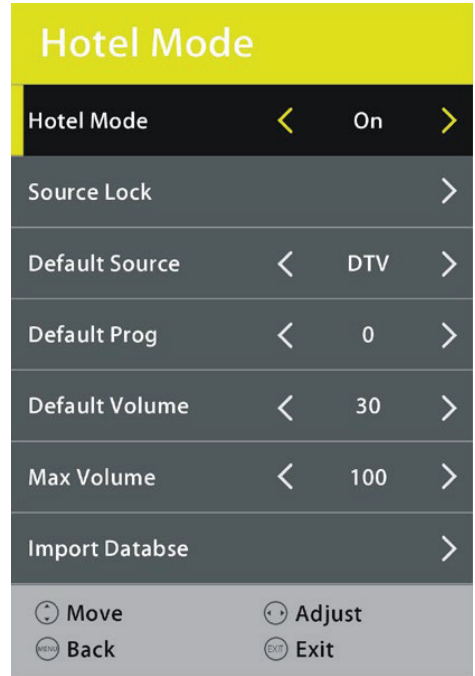 Hotel Mode
Hotel Mode < On >
Source Lock >
Default Source < DTV >
Default Prog < 0 >
Default Volume < 30 >
Max Volume < 100 >
Import Databse >
Move Adjust
MENU Back EXIT Exit